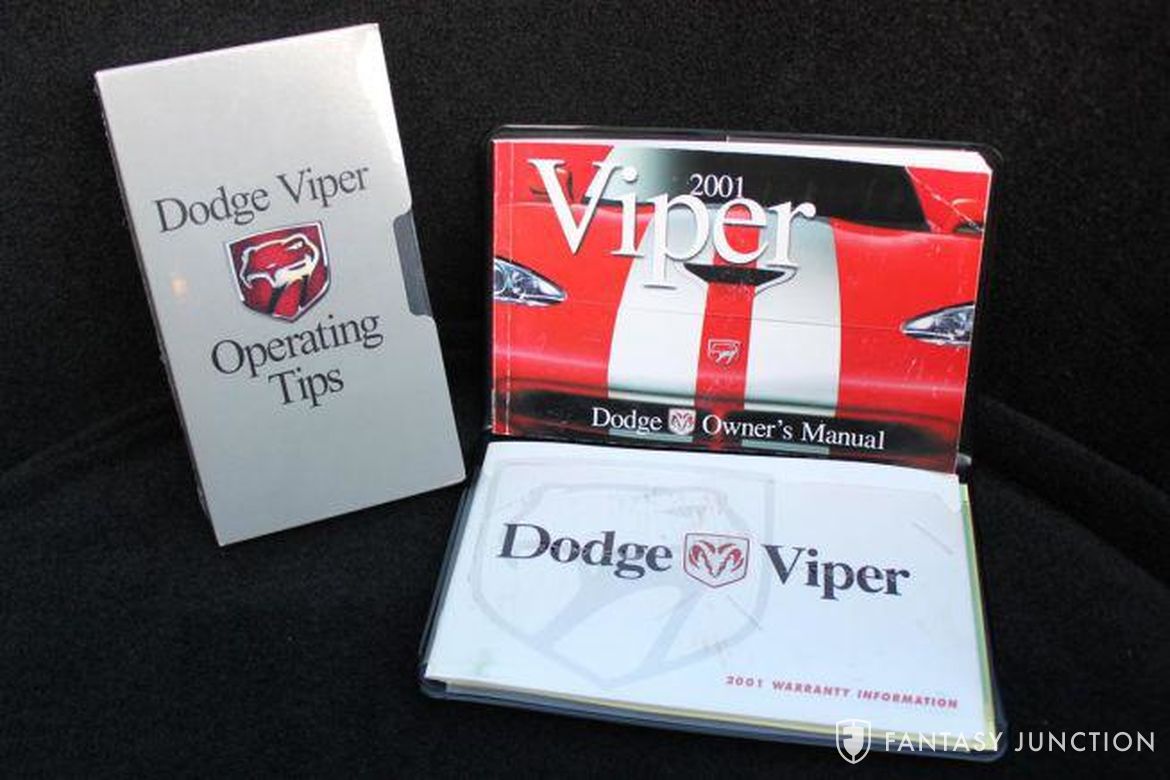 Dodge Viper
Operating
Tips
2001
Viper
Dodge Owner's Manual
Dodge Viper
2001 WARRANTY INFORMATION
FANTASY JUNCTION